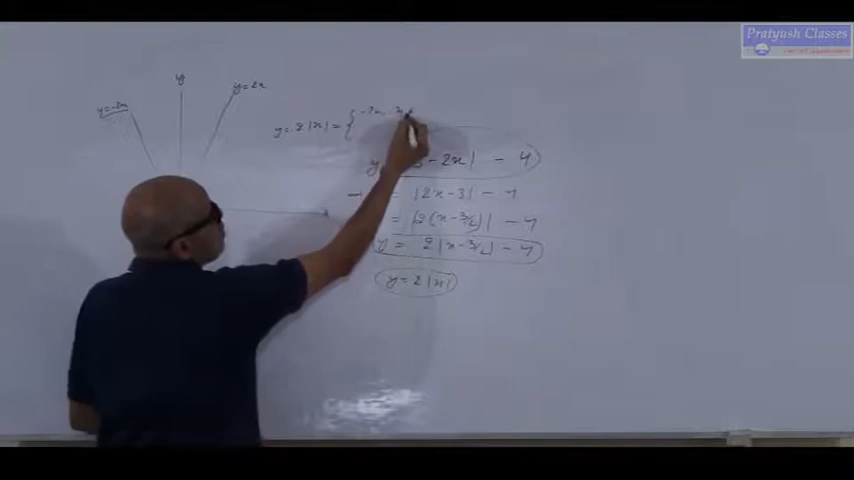 Pratyush Classes
y
y=-2x
y=2x
y=2|x|={ -2x, x
- 2x| - 4
= |2x-3| - 4
= |2(x-3/2)| - 4
y = 2|x-3/2| - 4
y=2|x|